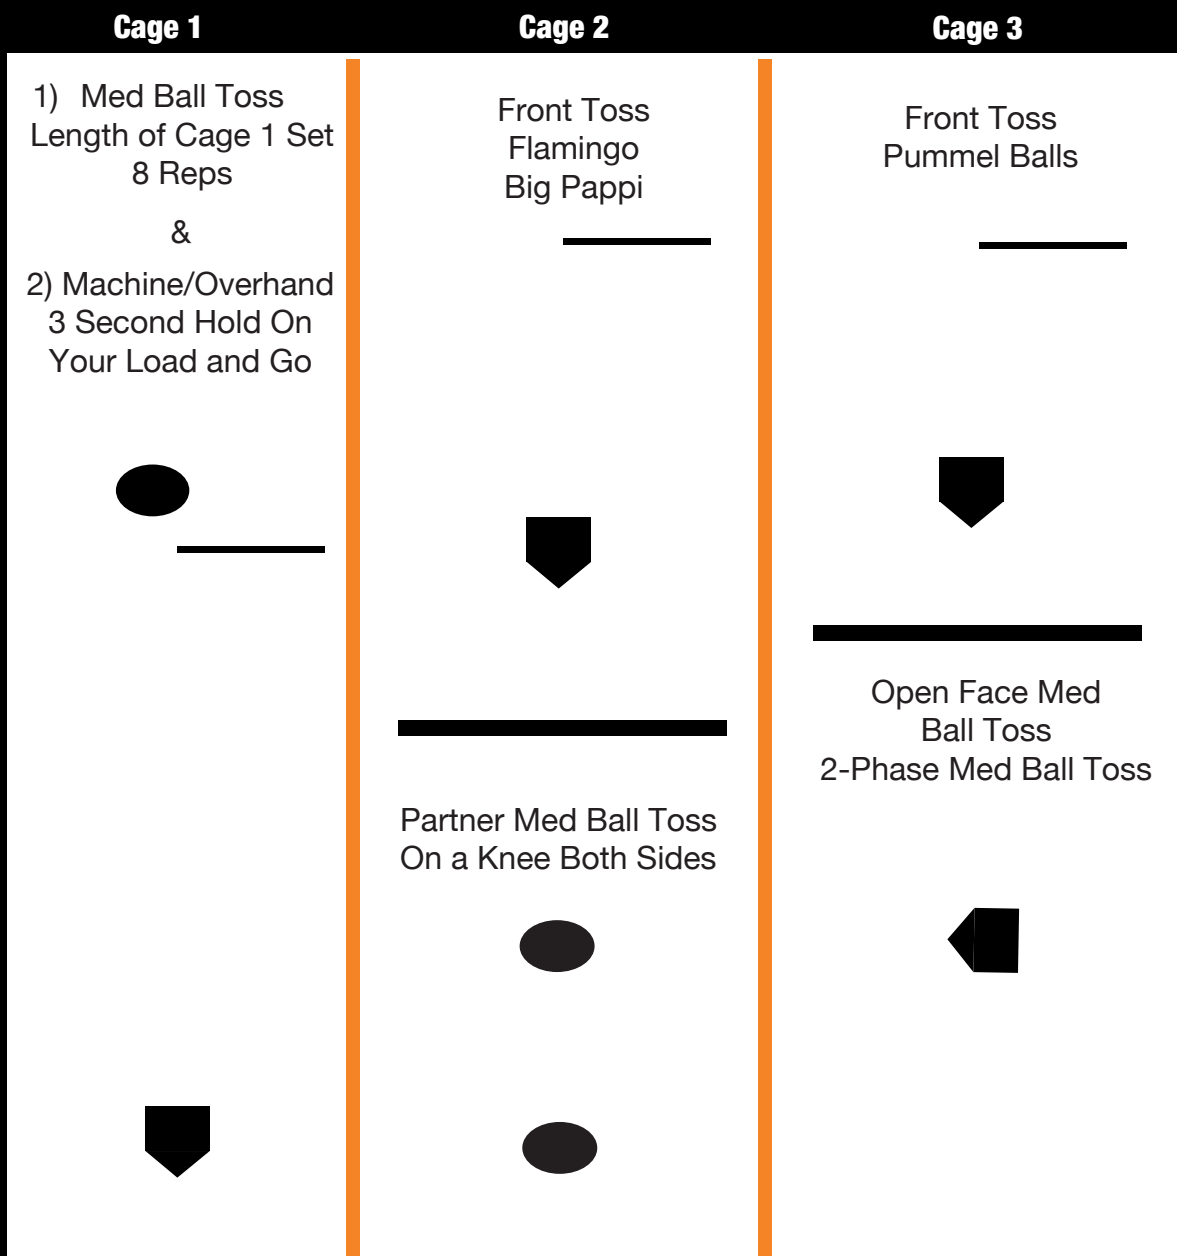 Cage 1
1) Med Ball Toss
Length of Cage 1 Set
8 Reps
&
2) Machine/Overhand
3 Second Hold On
Your Load and Go
Cage 2
Front Toss
Flamingo
Big Pappi
Partner Med Ball Toss
On a Knee Both Sides
Cage 3
Front Toss
Pummel Balls
Open Face Med
Ball Toss
2-Phase Med Ball Toss